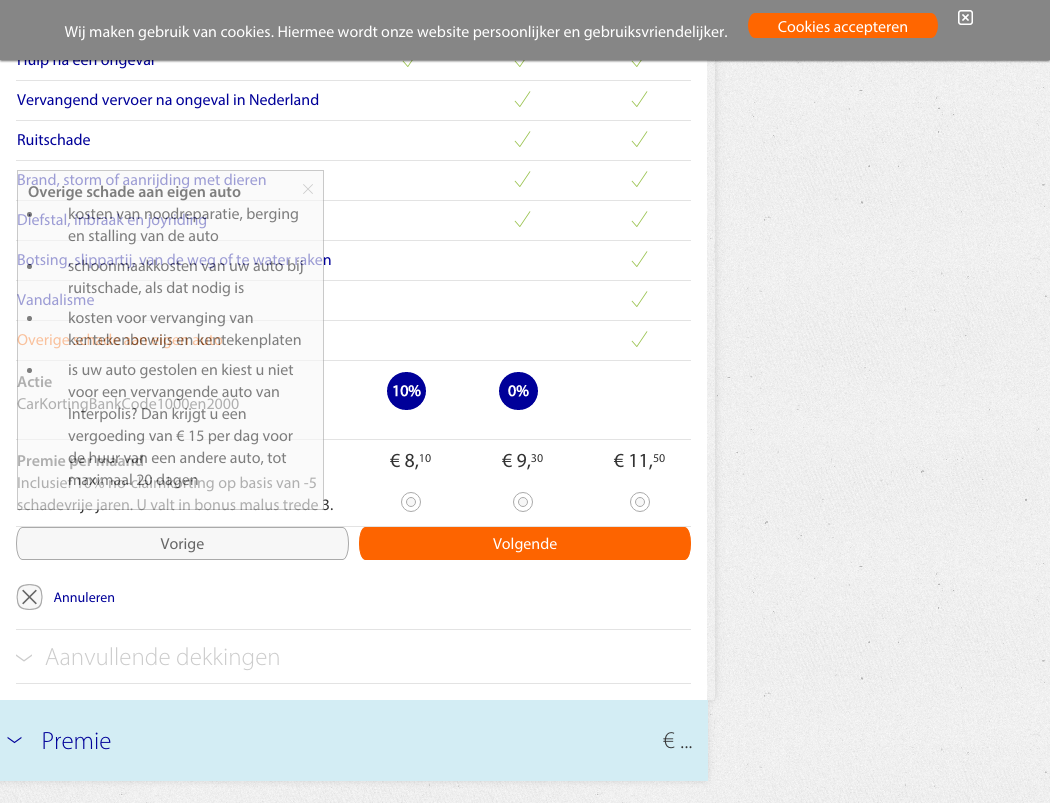 Wij maken gebruik van cookies. Hiermee wordt onze website persoonlijker en gebruiksvriendelijker.
Cookies accepteren
Hulp na een ongeval
Vervangend vervoer na ongeval in Nederland
Ruitschade
Brand, storm of aanrijding met dieren
Overige schade aan eigen auto
kosten van noodreparatie, berging
Diefstal, inbraak en joyriding
en stalling van de auto
Botsing, slippartij, van de weg of te water raken
schoonmaakkosten van uw auto bij
ruitschade, als dat nodig is
Vandalisme
kosten voor vervanging van
kentekenbewijs en kentekenplaten
Overige schade aan eigen auto
is uw auto gestolen en kiest u niet
Actie
10%
0%
voor een vervangende auto van
CarKortingBankCode1000en2000
Interpolis? Dan krijgt u een
vergoeding van € 15 per dag voor
Premie per maand
€ 8,10
€ 9,30
€ 11,50
de huur van een andere auto, tot
maximaal 20 dagen
Inclusief 10% no-claimkorting op basis van -5
schadevrije jaren. U valt in bonus malus trede 3.
Vorige
Volgende
Annuleren
Aanvullende dekkingen
Premie
€ ...